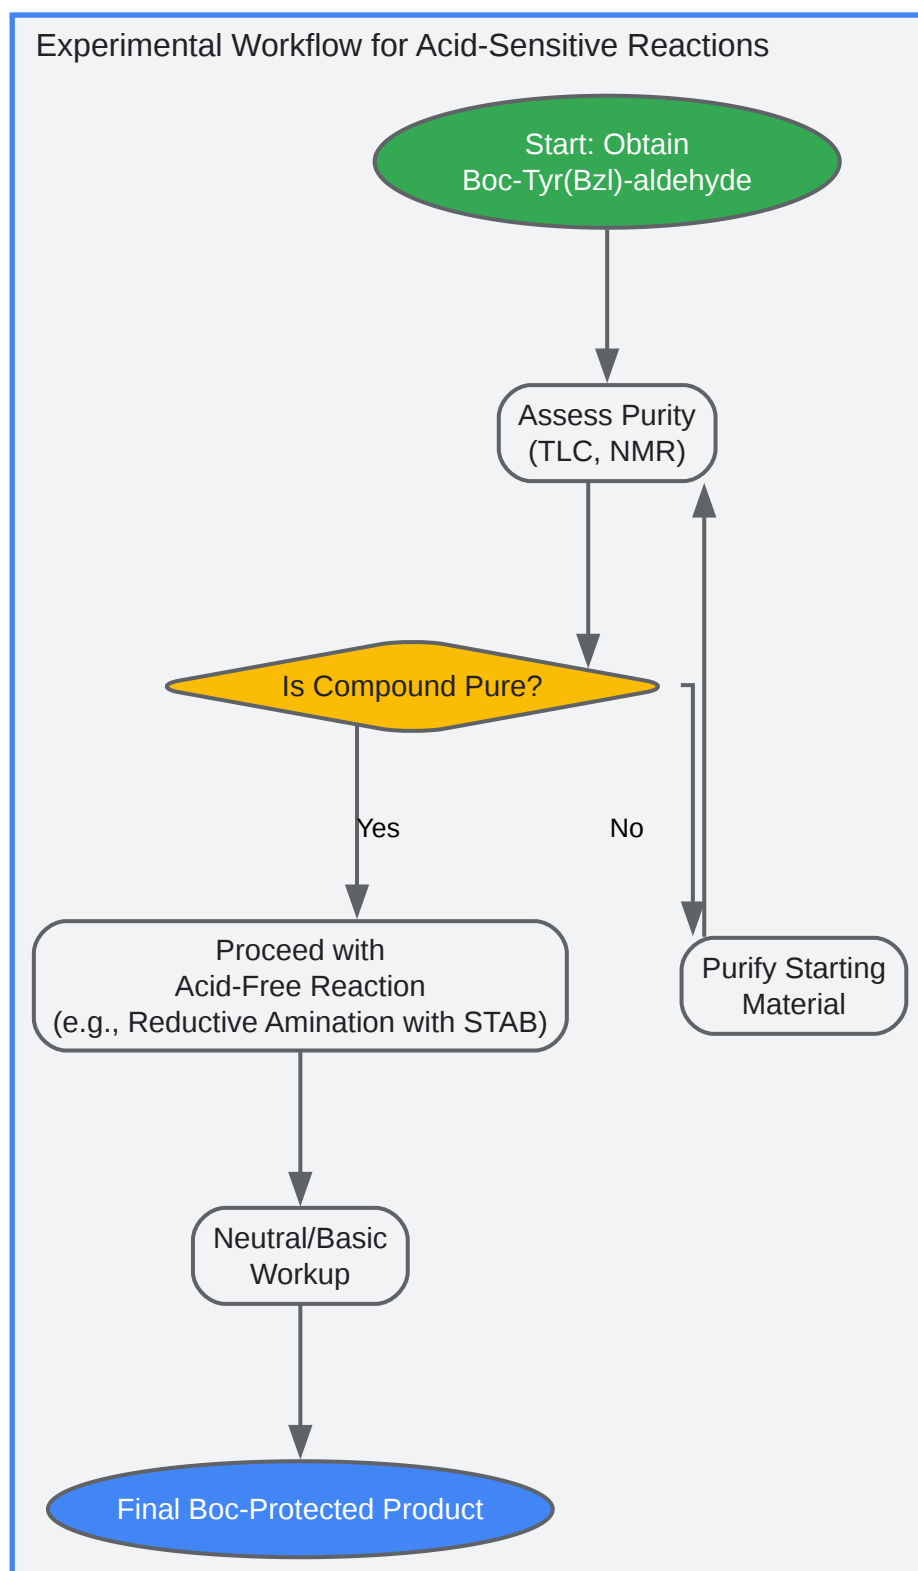 Experimental Workflow for Acid-Sensitive Reactions
Start: Obtain
Boc-Tyr(Bzl)-aldehyde
Assess Purity
(TLC, NMR)
Is Compound Pure?
Yes
No
Proceed with
Acid-Free Reaction
(e.g., Reductive Amination with STAB)
Purify Starting
Material
Neutral/Basic
Workup
Final Boc-Protected Product